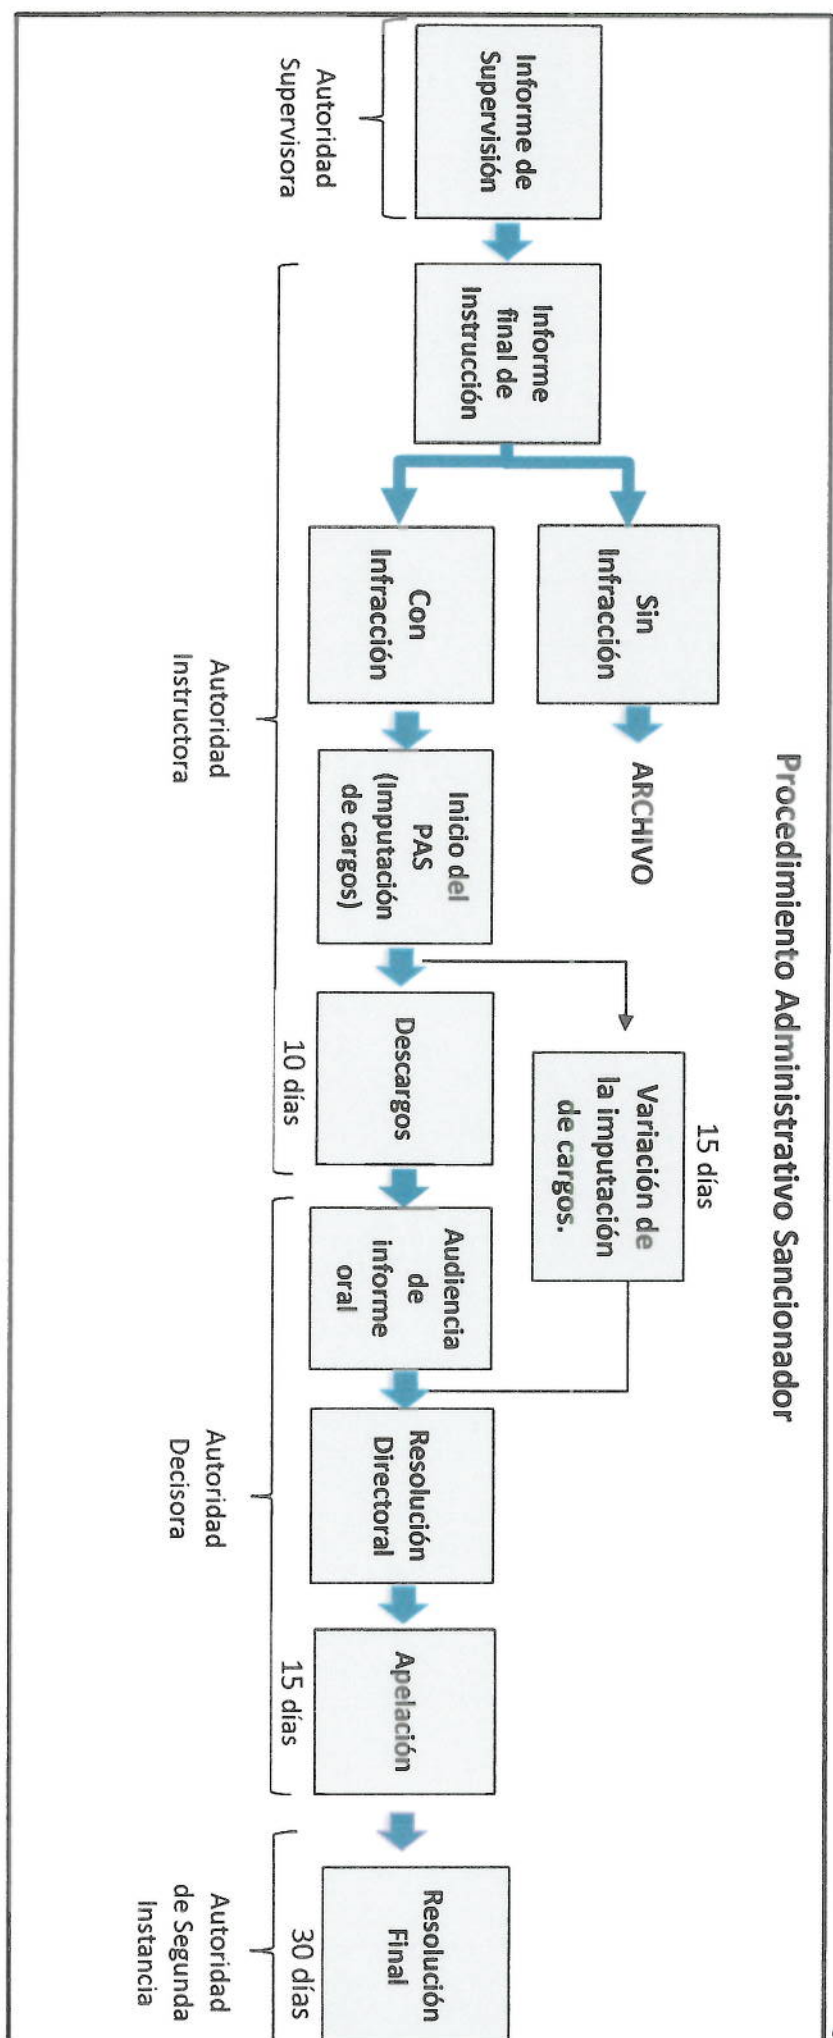 Procedimiento Administrativo Sancionador
Informe de
Supervisión
Autoridad
Supervisora
Informe
final de
Instrucción
Sin
Infracción
ARCHIVO
Con
Infracción
Inicio del
PAS
(Imputación
de cargos)
15 días
Variación de
la imputación
de cargos.
Descargos
10 días
Autoridad
Instructora
Audiencia
de
informe
oral
Resolución
Directoral
Apelación
15 días
Autoridad
Decisora
Resolución
Final
30 días
Autoridad
de Segunda
Instancia